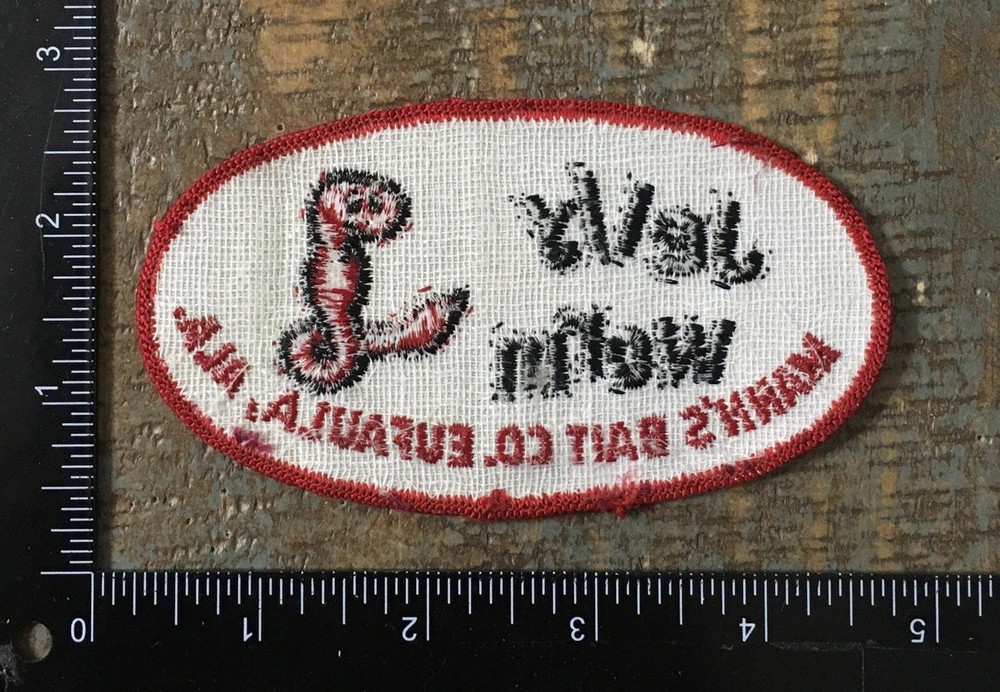 Jelly
worm
MANN'S BAIT CO. EUFAULA, ALA.
3
2
1
0 1 2 3 4 5